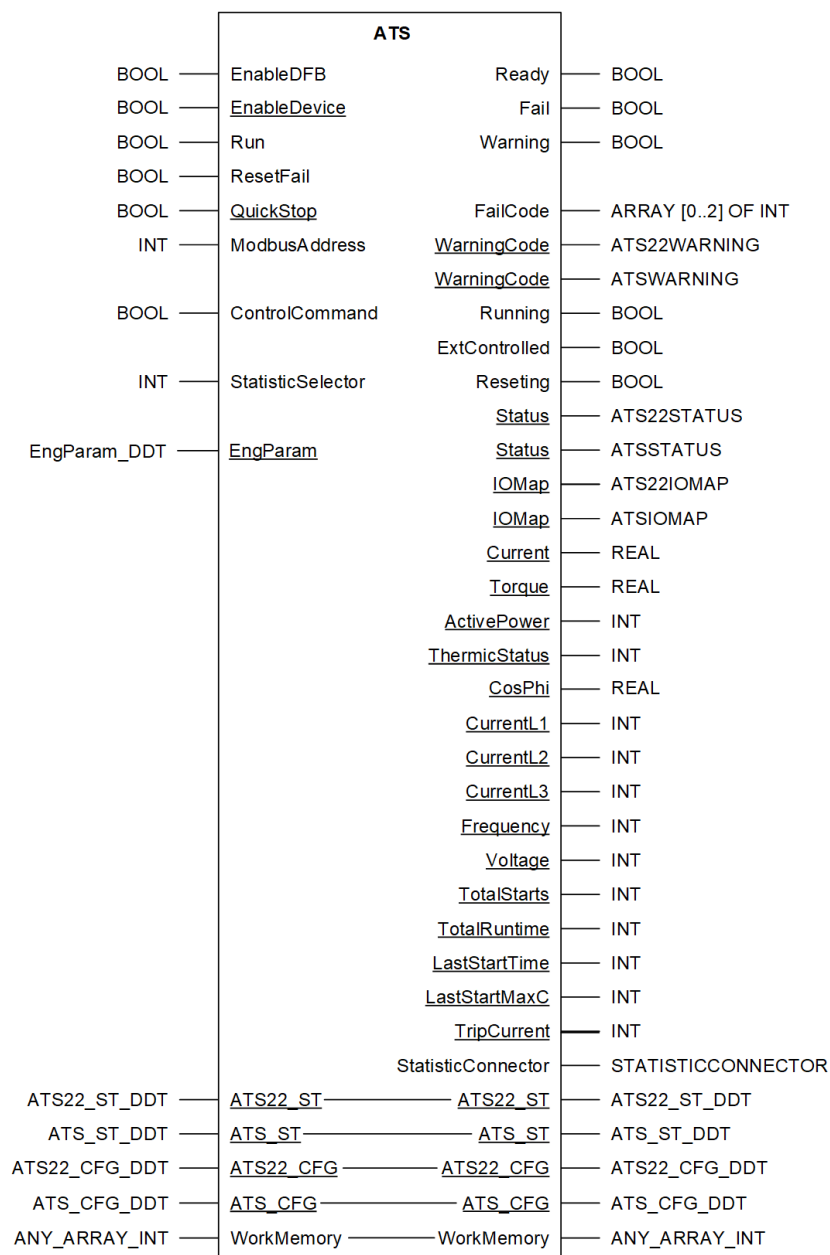 ATS
BOOL EnableDFB Ready BOOL
BOOL EnableDevice Fail BOOL
BOOL Run Warning BOOL
BOOL ResetFail
BOOL QuickStop FailCode ARRAY [0..2] OF INT
INT ModbusAddress WarningCode ATS22WARNING
WarningCode ATSWARNING
BOOL ControlCommand Running BOOL
ExtControlled BOOL
INT StatisticSelector Reseting BOOL
Status ATS22STATUS
EngParam_DDT EngParam Status ATSSTATUS
IOMap ATS22IOMAP
IOMap ATSIOMAP
Current REAL
Torque REAL
ActivePower INT
ThermicStatus INT
CosPhi REAL
CurrentL1 INT
CurrentL2 INT
CurrentL3 INT
Frequency INT
Voltage INT
TotalStarts INT
TotalRuntime INT
LastStartTime INT
LastStartMaxC INT
TripCurrent INT
StatisticConnector STATISTICCONNECTOR
ATS22_ST_DDT ATS22_ST ATS22_ST ATS22_ST_DDT
ATS_ST_DDT ATS_ST ATS_ST ATS_ST_DDT
ATS22_CFG_DDT ATS22_CFG ATS22_CFG ATS22_CFG_DDT
ATS_CFG_DDT ATS_CFG ATS_CFG ATS_CFG_DDT
ANY_ARRAY_INT WorkMemory WorkMemory ANY_ARRAY_INT